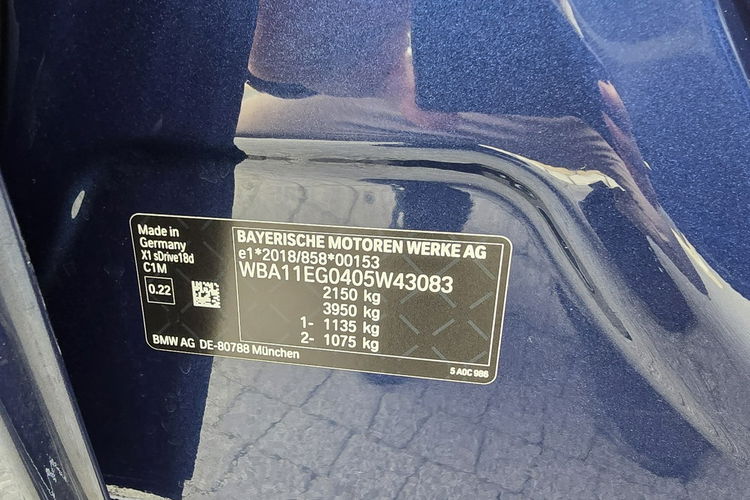 Made in
Germany
X1 sDrive18d
C1M
0.22
BAYERISCHE MOTOREN WERKE AG
e1*2018/858*00153
WBA11EG0405W43083
2150 kg
3950 kg
1- 1135 kg
2- 1075 kg
BMW AG DE-80788 München
5 A0C 986